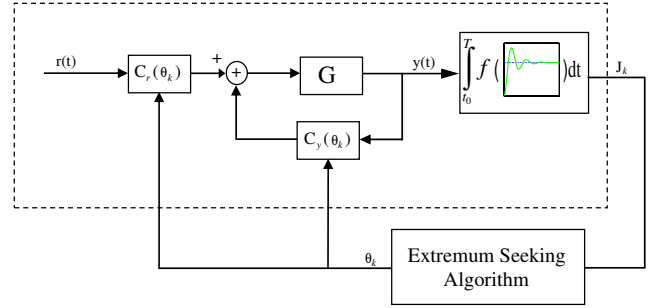 r(t)
C_r(θ_k)
+
+
G
y(t)
∫_{t_0}^{T} f( )dt
J_k
C_y(θ_k)
θ_k
Extremum Seeking
Algorithm